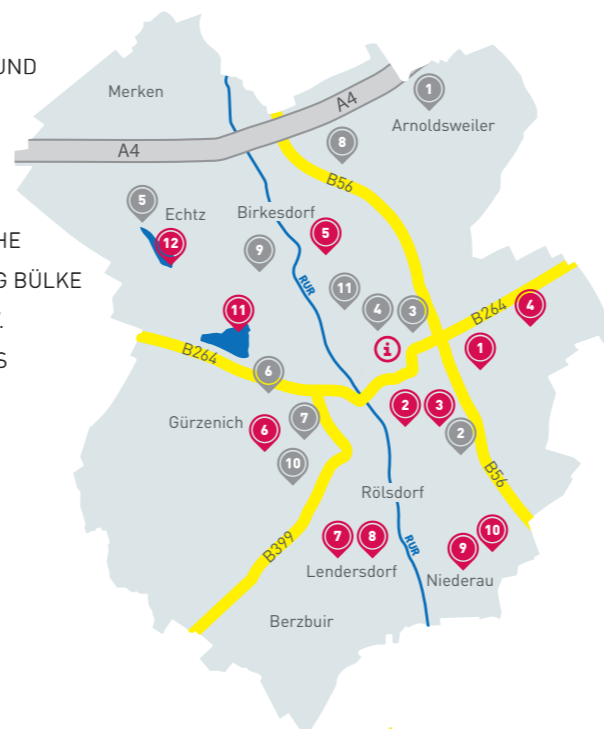 UND
HE
G BÜLKE
S
Merken
A4
A4
1
Arnoldsweiler
8
B56
5
Echtz
12
Birkesdorf
9
5
RUR
11
11
4
3
i
B264
4
1
B264
6
2
3
2
Gürzenich
6
7
10
Rölsdorf
B56
B399
7
8
RUR
9
10
Lendersdorf
Niederau
Berzbuir